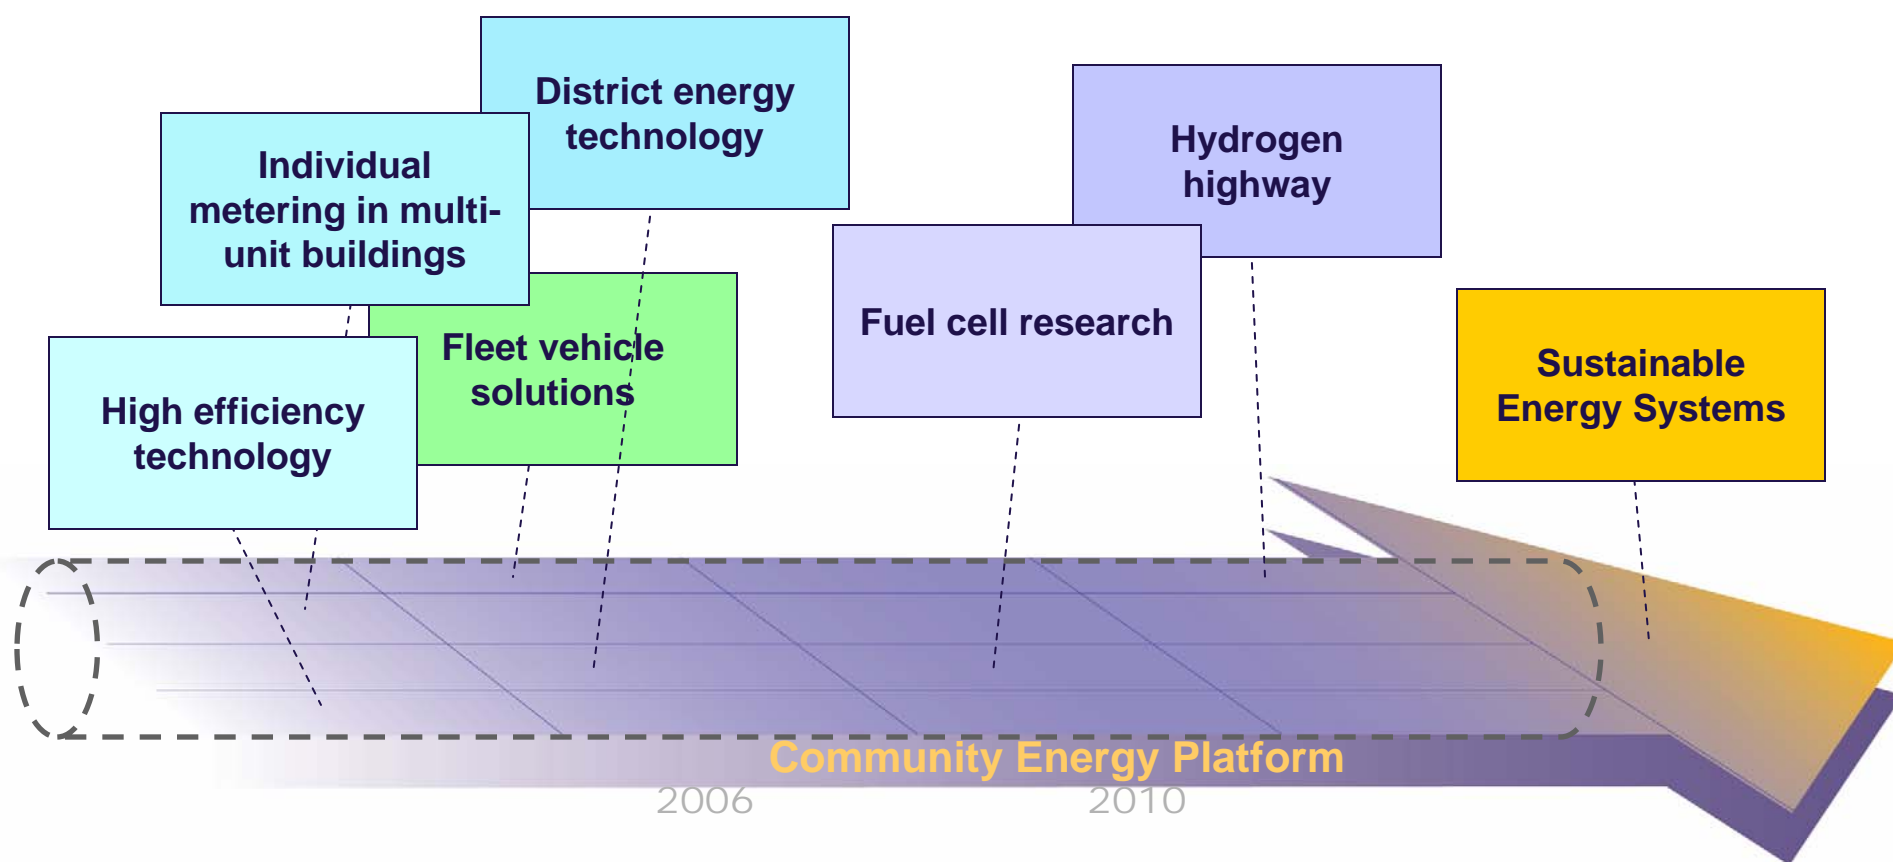 District energy
technology
Individual
metering in multi-
unit buildings
Hydrogen
highway
Fleet vehicle
solutions
Fuel cell research
High efficiency
technology
Sustainable
Energy Systems
Community Energy Platform
2006
2010